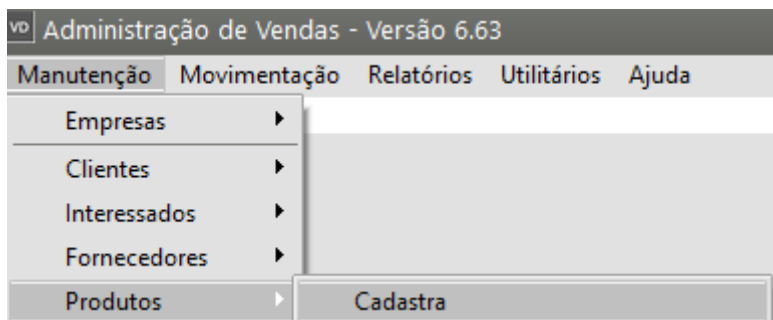 VD Administração de Vendas - Versão 6.63
Manutenção Movimentação Relatórios Utilitários Ajuda
Empresas
Clientes
Interessados
Fornecedores
Produtos Cadastra